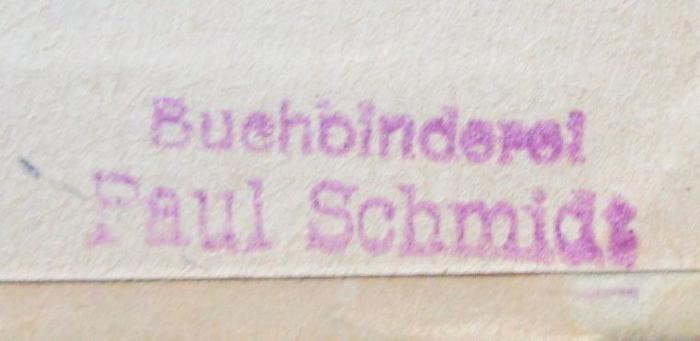 Buchbinderei
Paul Schmidt